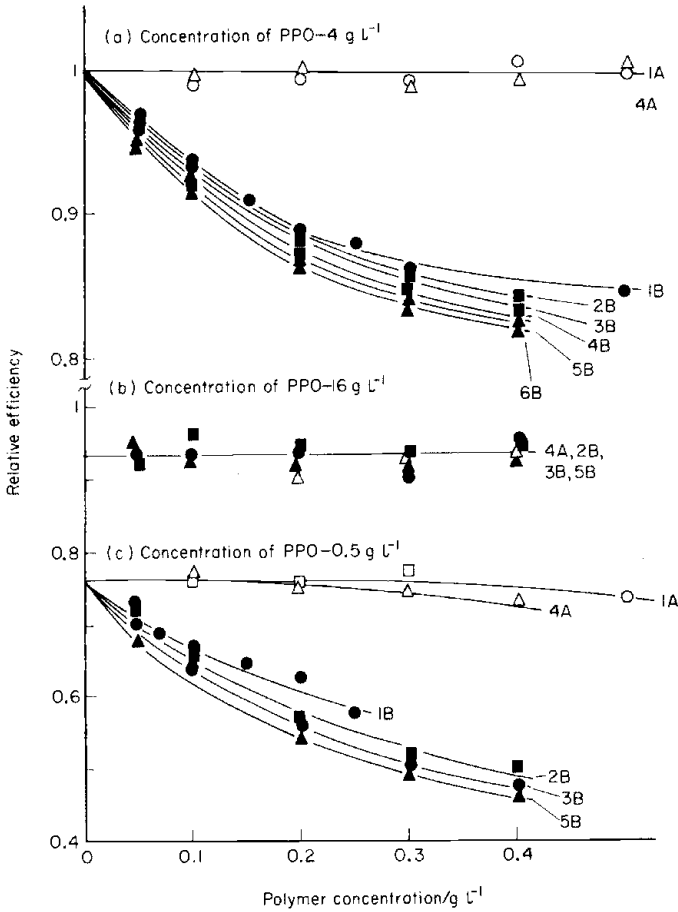 (a) Concentration of PPO–4 g L⁻¹
1
1A
4A
0.9
1B
2B
3B
4B
5B
6B
0.8
Relative efficiency
(b) Concentration of PPO–16 g L⁻¹
1
4A, 2B,
3B, 5B
(c) Concentration of PPO–0.5 g L⁻¹
0.8
1A
4A
0.6
1B
2B
3B
5B
0.4
0 0.1 0.2 0.3 0.4
Polymer concentration/g L⁻¹